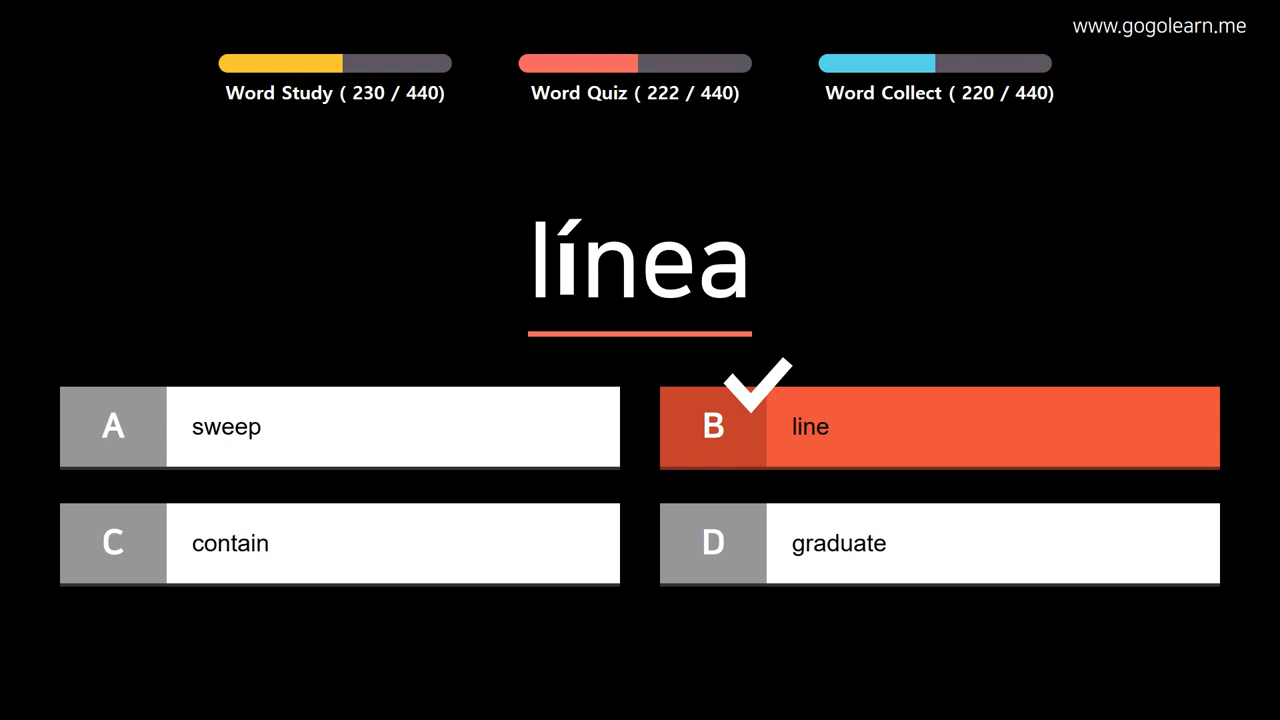 www.gogolearn.me
Word Study ( 230 / 440)
Word Quiz ( 222 / 440)
Word Collect ( 220 / 440)
línea
A sweep
B line
C contain
D graduate